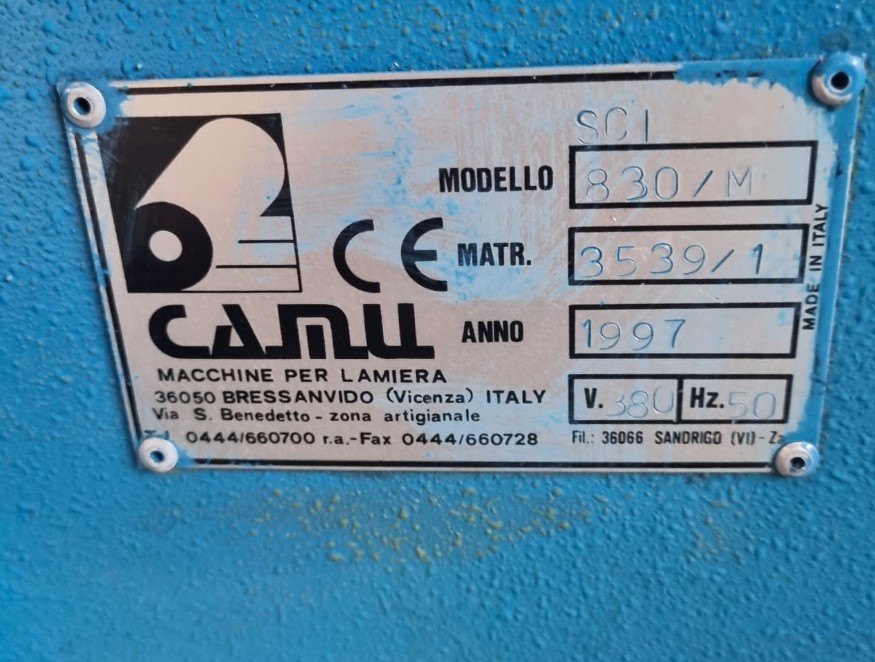 SCI
MODELLO 830/M
CE MATR. 3539/1
CAMU ANNO 1997
MADE IN ITALY
MACCHINE PER LAMIERA
36050 BRESSANVIDO (Vicenza) ITALY
V. 380 Hz. 50
Via S. Benedetto - zona artigianale
0444/660700 r.a.-Fax 0444/660728
Fil.: 36066 SANDRIGO (VI) -